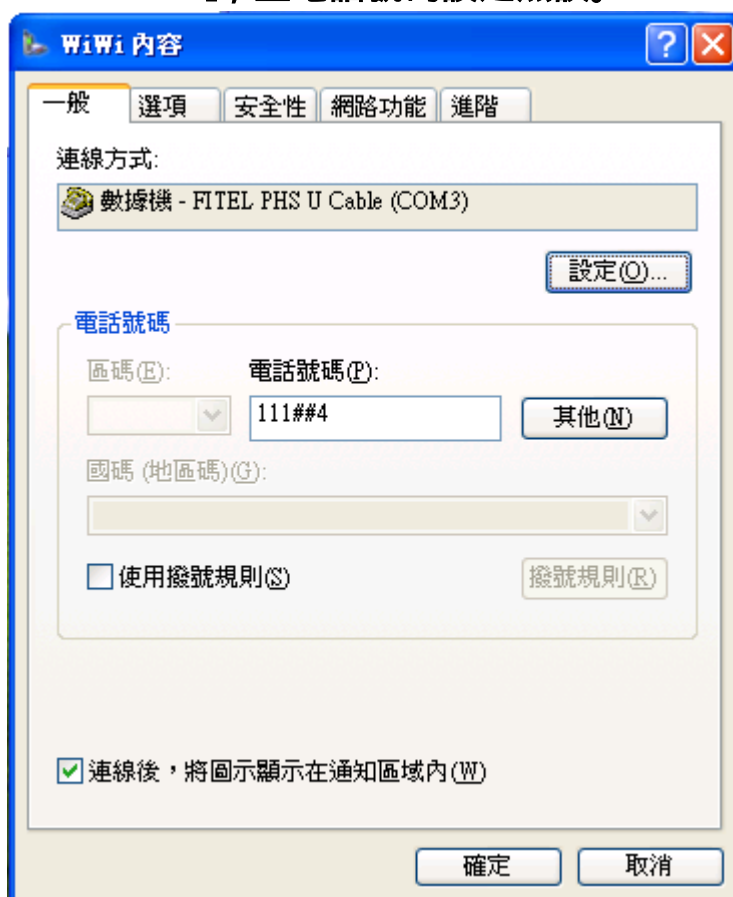 WiWi 內容
一般 選項 安全性 網路功能 進階
連線方式:
數據機 - FITEL PHS U Cable (COM3)
設定(O)...
電話號碼
區碼(E): 電話號碼(P):
111##4 其他(N)
國碼 (地區碼)(G):
使用撥號規則(S) 撥號規則(R)
連線後，將圖示顯示在通知區域內(W)
確定 取消